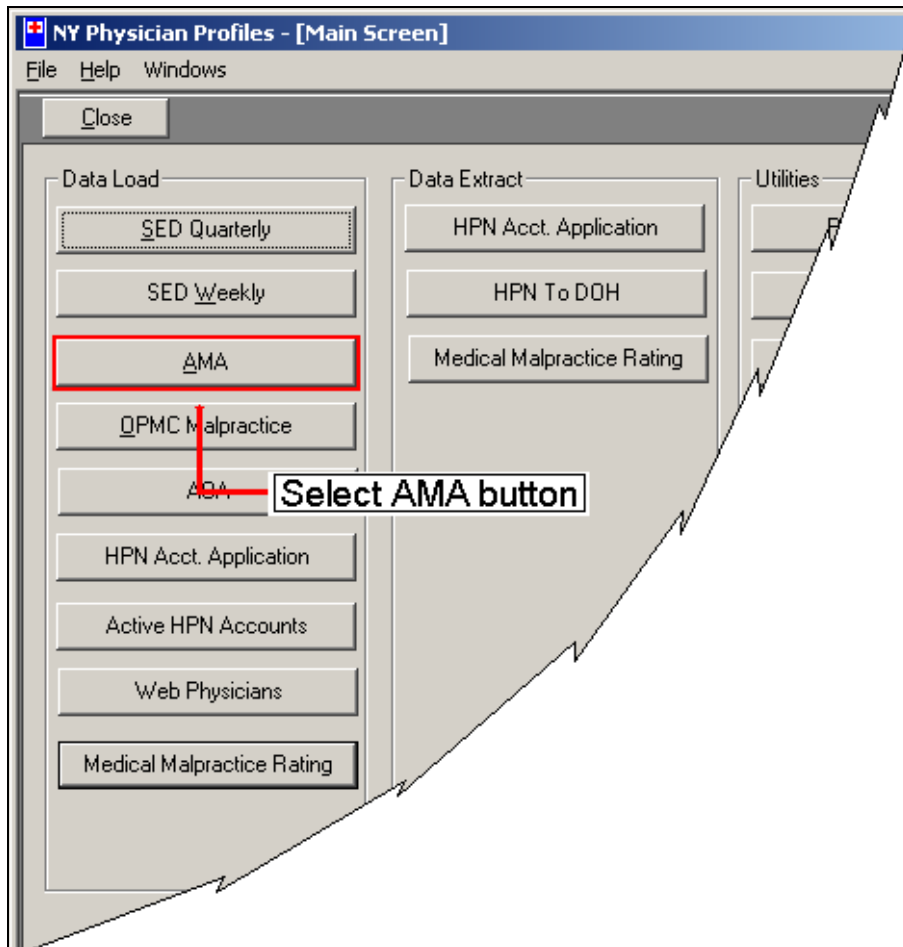 NY Physician Profiles - [Main Screen]
File Help Windows
Close
Data Load
SED Quarterly
SED Weekly
AMA
OPMC Malpractice
AOA
HPN Acct. Application
Active HPN Accounts
Web Physicians
Medical Malpractice Rating
Data Extract
HPN Acct. Application
HPN To DOH
Medical Malpractice Rating
Utilities
Select AMA button